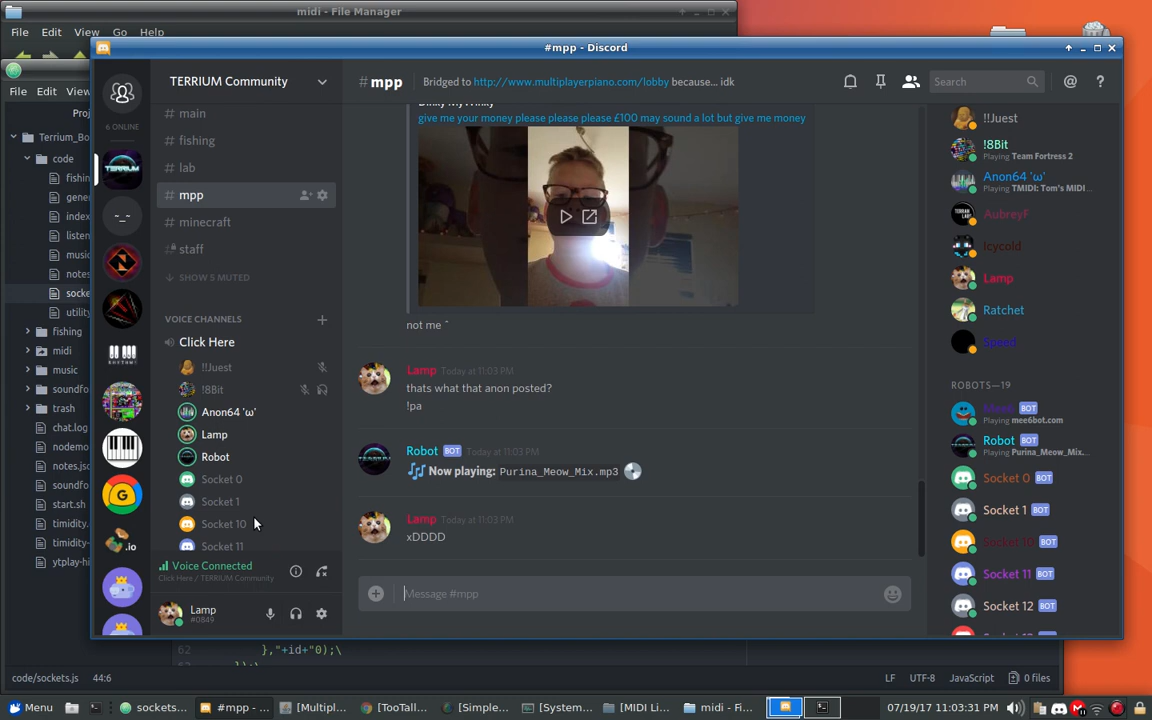 midi - File Manager
File Edit View Go Bookmarks Help
#mpp - Discord
File Edit View
Terrium_Bo
code
fishin
gene
index
listen
musi
notes
socke
utility
fishing
midi
music
soundfo
trash
chat.log
nodemo
notes.js
soundfo
start.sh
timidity.
timidity-
ytplay-hi
6 ONLINE
TERRIUM Community
# main
# fishing
# lab
# mpp
# minecraft
# staff
SHOW 5 MUTED
VOICE CHANNELS
Click Here
!!Juest
!8Bit
Anon64 'ω'
Lamp
Robot
Socket 0
Socket 1
Socket 10
Socket 11
Voice Connected
Click Here / TERRIUM Community
Lamp
#0849
#mpp Bridged to http://www.multiplayerpiano.com/lobby because... idk
Search
give me your money please please please £100 may sound a lot but give me money
not me ^
Lamp Today at 11:03 PM
thats what that anon posted?
!pa
Robot BOT Today at 11:03 PM
Now playing: Purina_Meow_Mix.mp3
Lamp Today at 11:03 PM
xDDDD
Message #mpp
!!Juest
!8Bit
Playing Team Fortress 2
Anon64 'ω'
Playing TMIDI: Tom's MIDI ...
AubreyF
Icycold
Lamp
Ratchet
Speed
ROBOTS—19
Mee6 BOT
Playing mee6bot.com
Robot BOT
Playing Purina_Meow_Mix...
Socket 0 BOT
Socket 1 BOT
Socket 10 BOT
Socket 11 BOT
Socket 12 BOT
62 },"+id+"0);\
code/sockets.js 44:6
LF UTF-8 JavaScript 0 files
Menu
sockets...
#mpp - ...
[Multipl...
[TooTall...
[Simple...
[System...
[MIDI Li...
midi - Fi...
07/19/17 11:03:31 PM